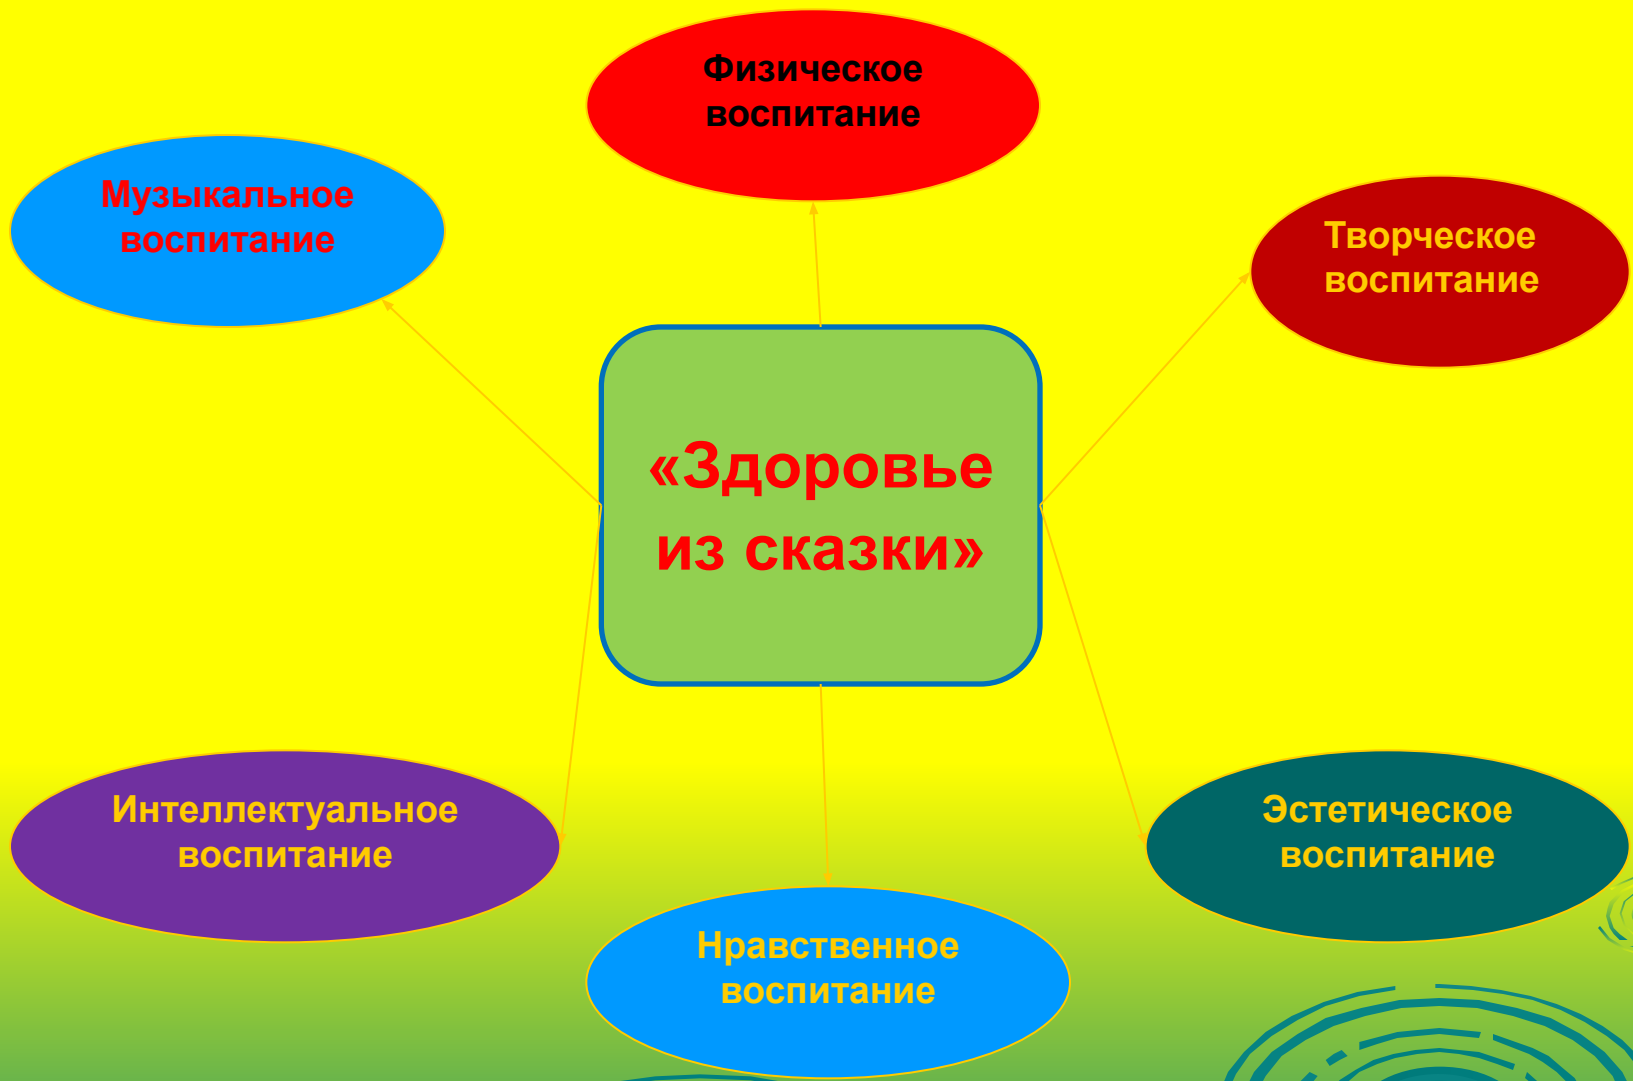 Физическое
воспитание
Музыкальное
воспитание
Творческое
воспитание
«Здоровье
из сказки»
Интеллектуальное
воспитание
Эстетическое
воспитание
Нравственное
воспитание